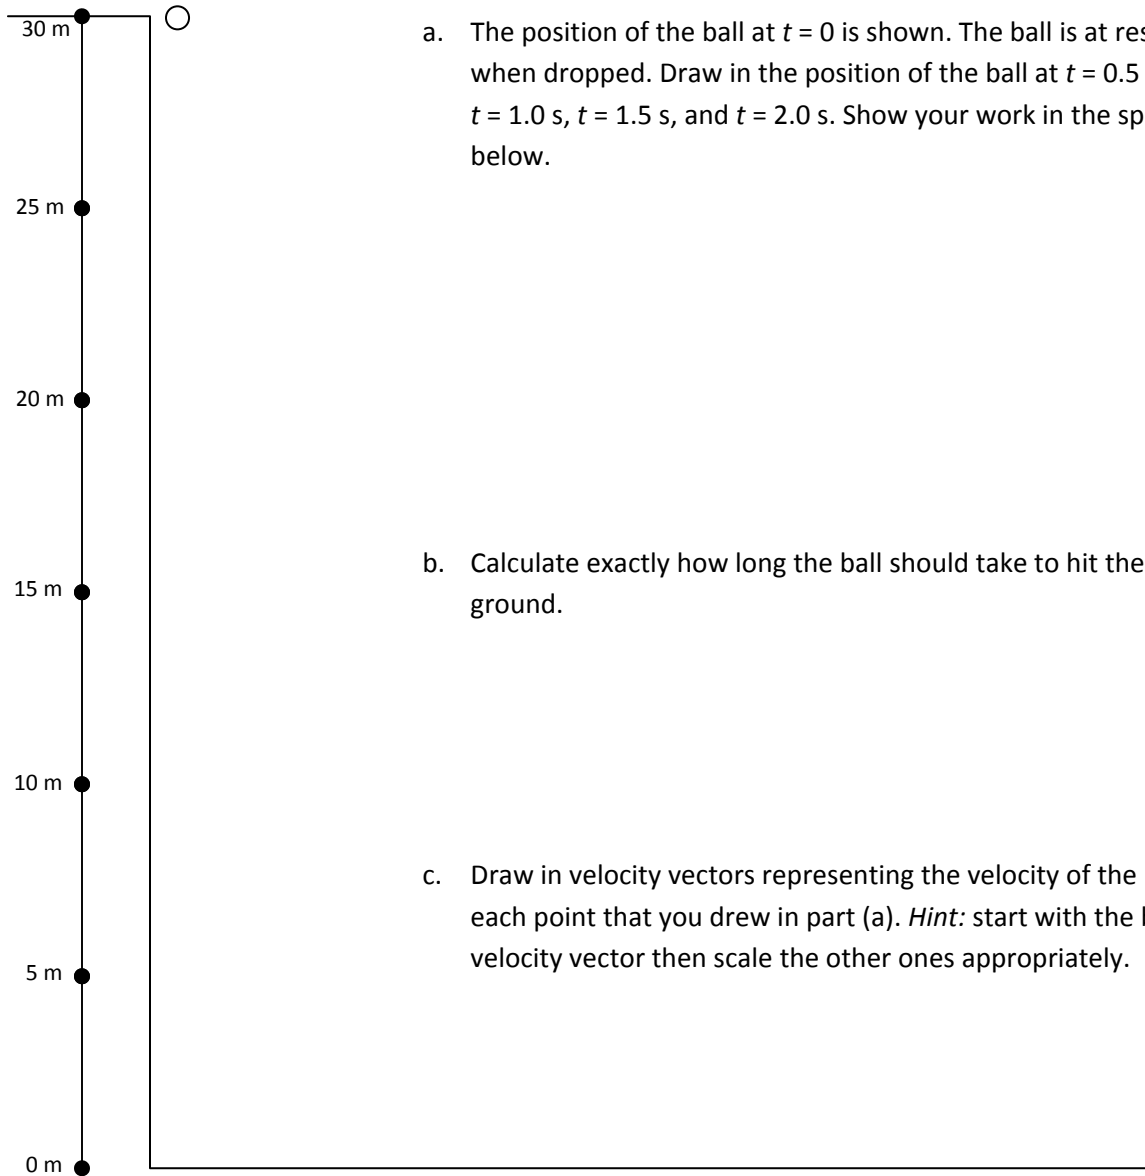 30 m
25 m
20 m
15 m
10 m
5 m
0 m
a. The position of the ball at t = 0 is shown. The ball is at res
when dropped. Draw in the position of the ball at t = 0.5
t = 1.0 s, t = 1.5 s, and t = 2.0 s. Show your work in the sp
below.
b. Calculate exactly how long the ball should take to hit the
ground.
c. Draw in velocity vectors representing the velocity of the
each point that you drew in part (a). Hint: start with the
velocity vector then scale the other ones appropriately.